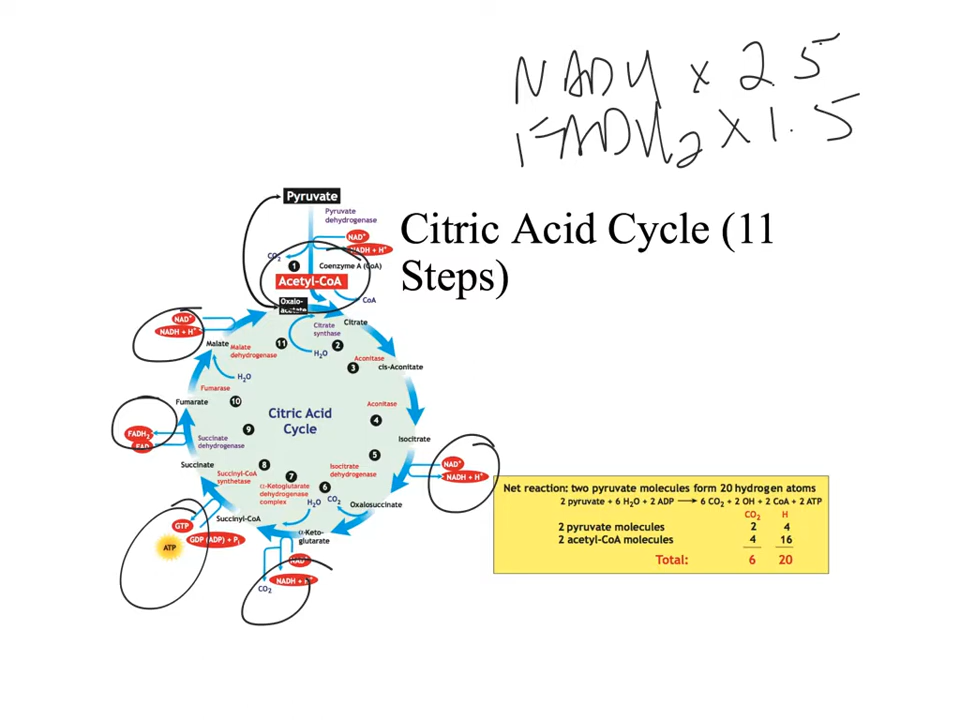 NADH x 2.5
FADH2 x 1.5
Pyruvate
Pyruvate
dehydrogenase
NAD+
NADH + H+
CO2
1
Coenzyme A (CoA)
Acetyl-CoA
CoA
Citric Acid Cycle (11
Steps)
Oxalo-
acetate
Citrate
Citrate
synthase
H2O
2
Aconitase
3
cis-Aconitate
Aconitase
4
Isocitrate
5
NAD+
NADH + H+
Isocitrate
dehydrogenase
Oxalosuccinate
6
CO2
H2O
α-Keto-
glutarate
NAD+
NADH + H+
CO2
7
α-Ketoglutarate
dehydrogenase
complex
Succinyl-CoA
GTP
GDP (ADP) + Pi
ATP
8
Succinyl-CoA
synthetase
Succinate
9
Succinate
dehydrogenase
FADH2
FAD
Fumarate
10
Fumarase
H2O
Malate
Malate
dehydrogenase
11
NAD+
NADH + H+
Citric Acid
Cycle
Net reaction: two pyruvate molecules form 20 hydrogen atoms
2 pyruvate + 6 H2O + 2 ADP → 6 CO2 + 2 OH + 2 CoA + 2 ATP
CO2 H
2 pyruvate molecules 2 4
2 acetyl-CoA molecules 4 16
Total: 6 20